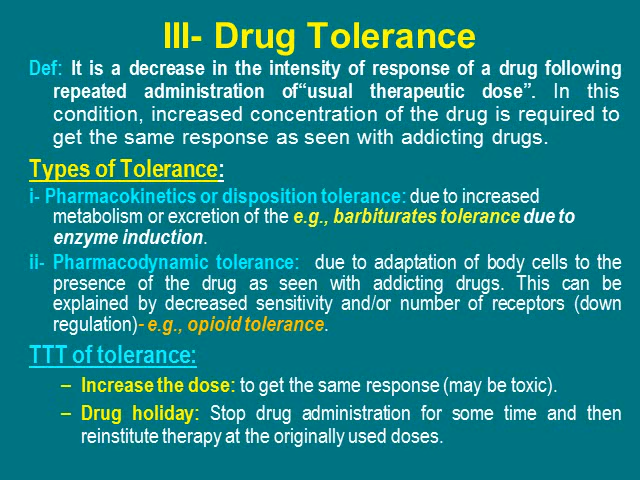 III- Drug Tolerance
Def: It is a decrease in the intensity of response of a drug following
repeated administration of“usual therapeutic dose”. In this
condition, increased concentration of the drug is required to
get the same response as seen with addicting drugs.
Types of Tolerance:
i- Pharmacokinetics or disposition tolerance: due to increased
metabolism or excretion of the e.g., barbiturates tolerance due to
enzyme induction.
ii- Pharmacodynamic tolerance: due to adaptation of body cells to the
presence of the drug as seen with addicting drugs. This can be
explained by decreased sensitivity and/or number of receptors (down
regulation)- e.g., opioid tolerance.
TTT of tolerance:
– Increase the dose: to get the same response (may be toxic).
– Drug holiday: Stop drug administration for some time and then
reinstitute therapy at the originally used doses.